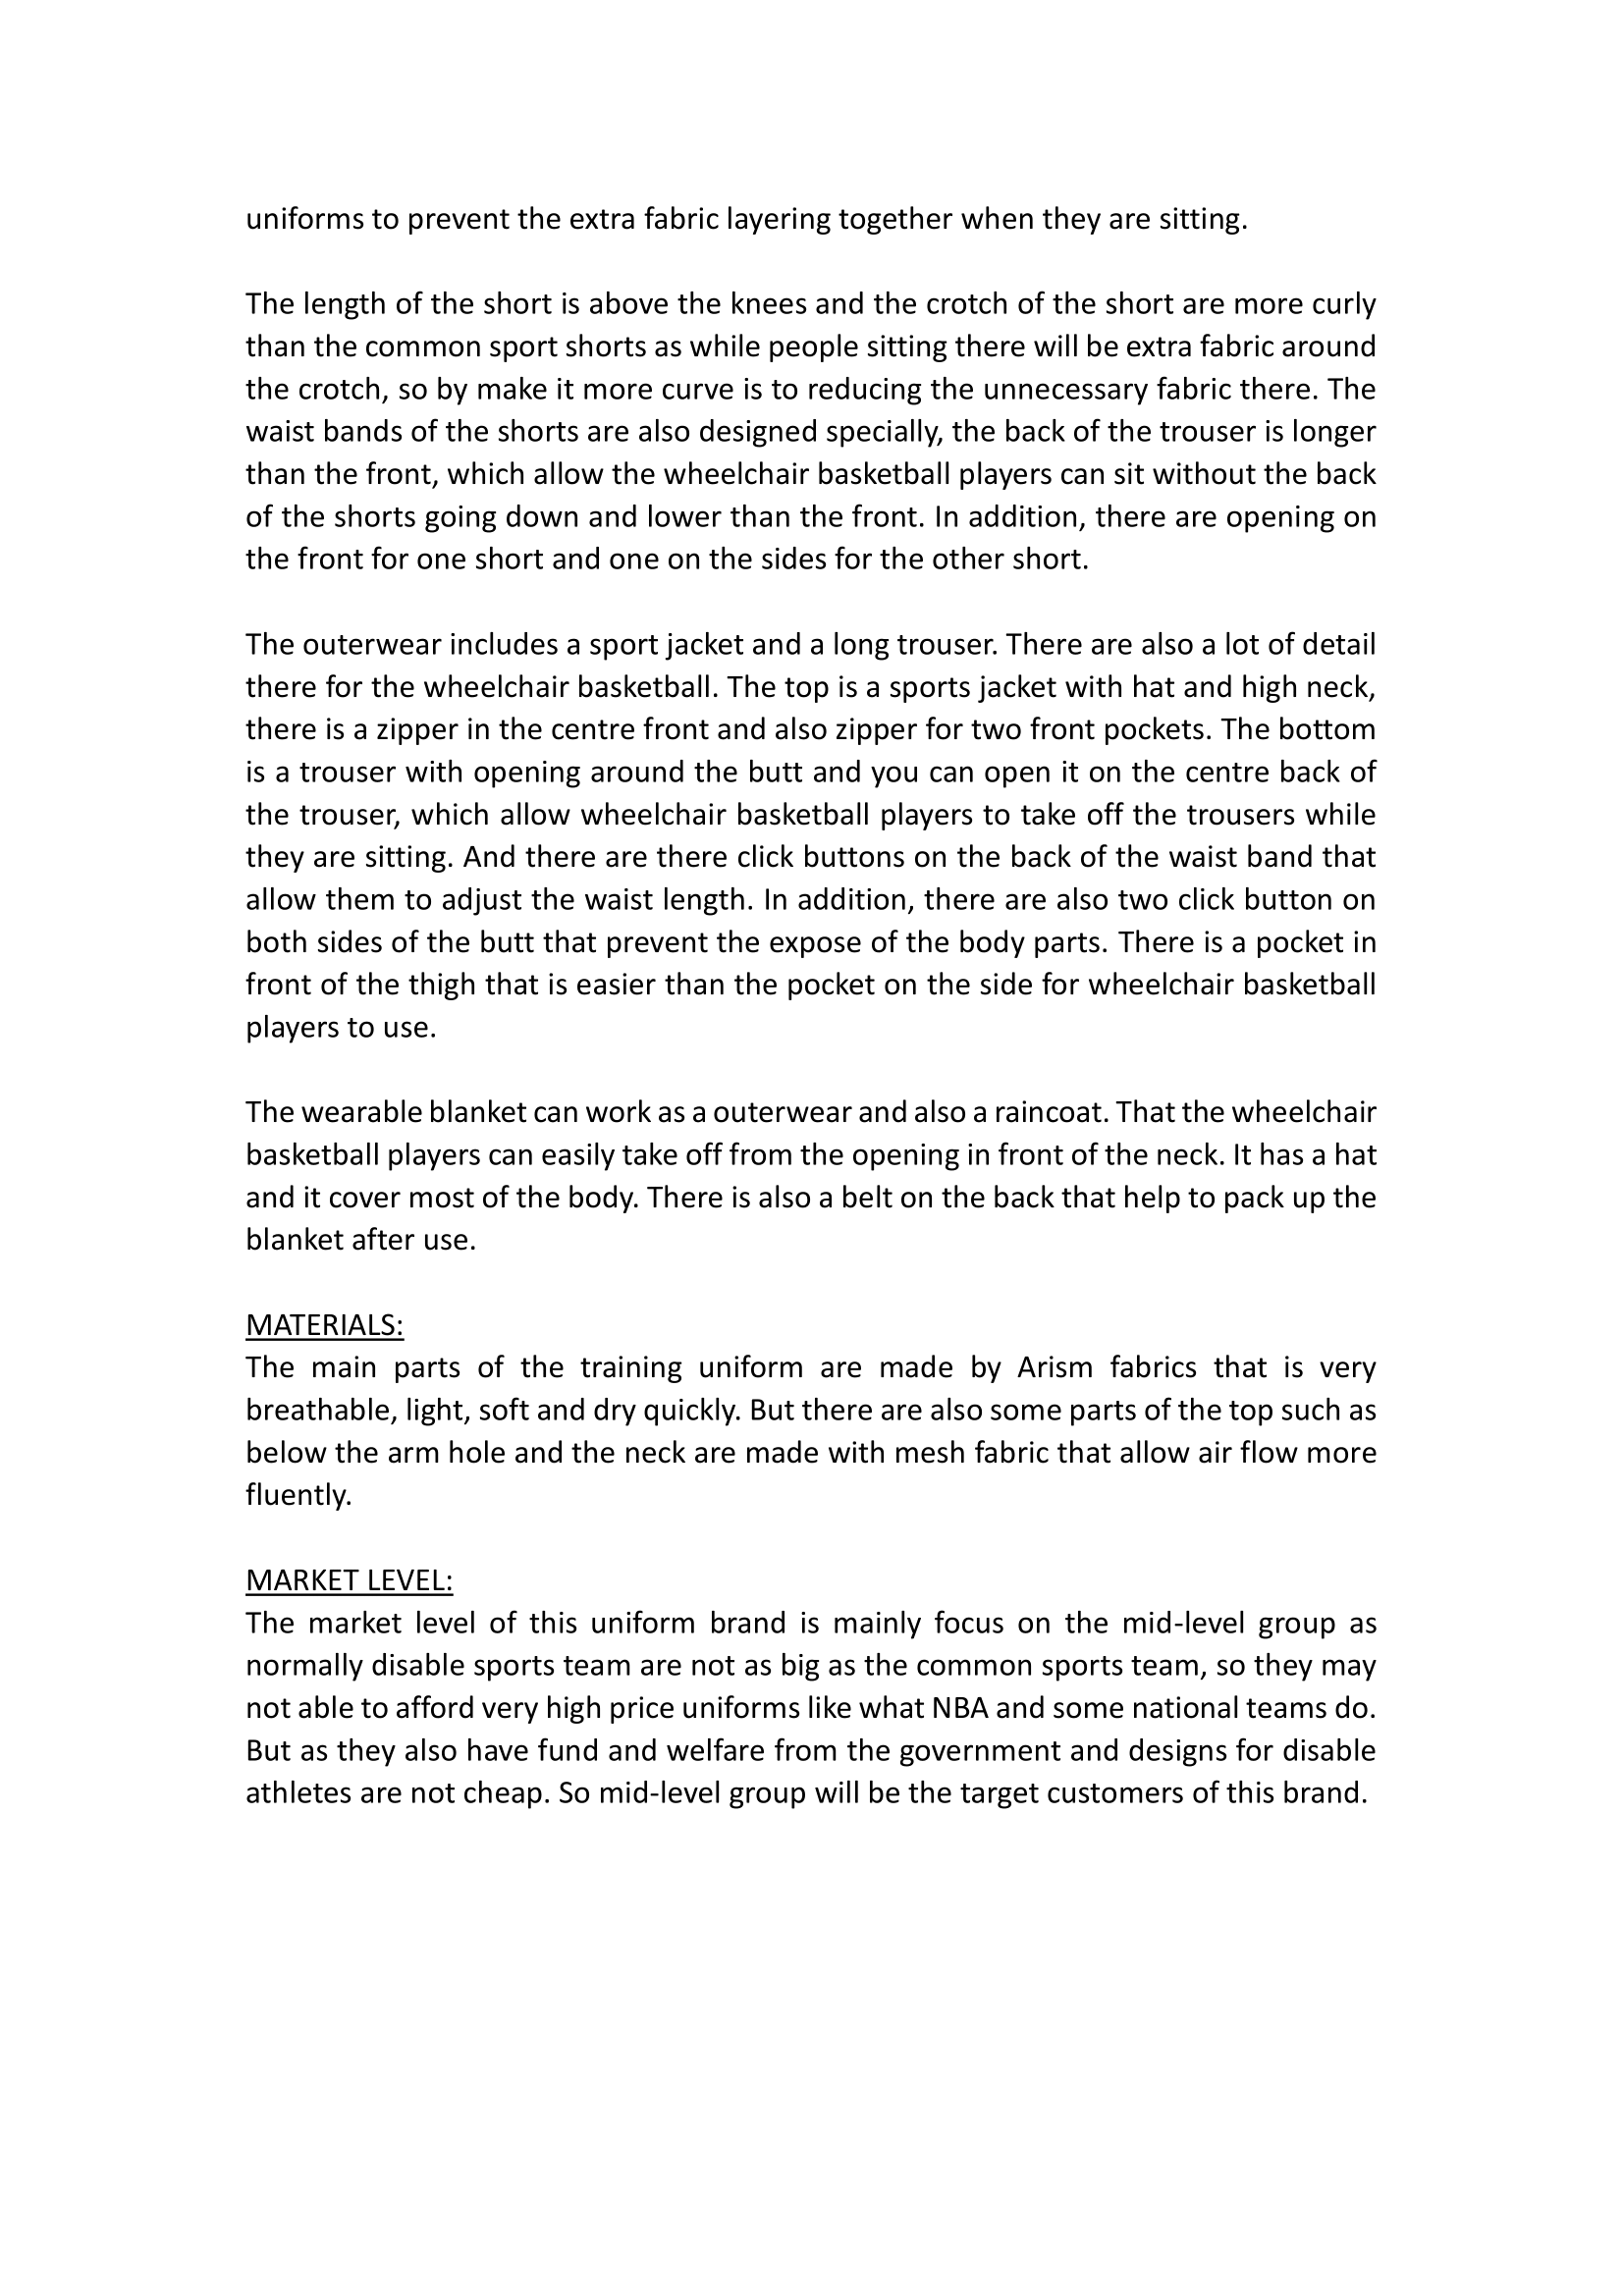 uniforms to prevent the extra fabric layering together when they are sitting.
The length of the short is above the knees and the crotch of the short are more curly
than the common sport shorts as while people sitting there will be extra fabric around
the crotch, so by make it more curve is to reducing the unnecessary fabric there. The
waist bands of the shorts are also designed specially, the back of the trouser is longer
than the front, which allow the wheelchair basketball players can sit without the back
of the shorts going down and lower than the front. In addition, there are opening on
the front for one short and one on the sides for the other short.
The outerwear includes a sport jacket and a long trouser. There are also a lot of detail
there for the wheelchair basketball. The top is a sports jacket with hat and high neck,
there is a zipper in the centre front and also zipper for two front pockets. The bottom
is a trouser with opening around the butt and you can open it on the centre back of
the trouser, which allow wheelchair basketball players to take off the trousers while
they are sitting. And there are there click buttons on the back of the waist band that
allow them to adjust the waist length. In addition, there are also two click button on
both sides of the butt that prevent the expose of the body parts. There is a pocket in
front of the thigh that is easier than the pocket on the side for wheelchair basketball
players to use.
The wearable blanket can work as a outerwear and also a raincoat. That the wheelchair
basketball players can easily take off from the opening in front of the neck. It has a hat
and it cover most of the body. There is also a belt on the back that help to pack up the
blanket after use.
MATERIALS:
The main parts of the training uniform are made by Arism fabrics that is very
breathable, light, soft and dry quickly. But there are also some parts of the top such as
below the arm hole and the neck are made with mesh fabric that allow air flow more
fluently.
MARKET LEVEL:
The market level of this uniform brand is mainly focus on the mid-level group as
normally disable sports team are not as big as the common sports team, so they may
not able to afford very high price uniforms like what NBA and some national teams do.
But as they also have fund and welfare from the government and designs for disable
athletes are not cheap. So mid-level group will be the target customers of this brand.